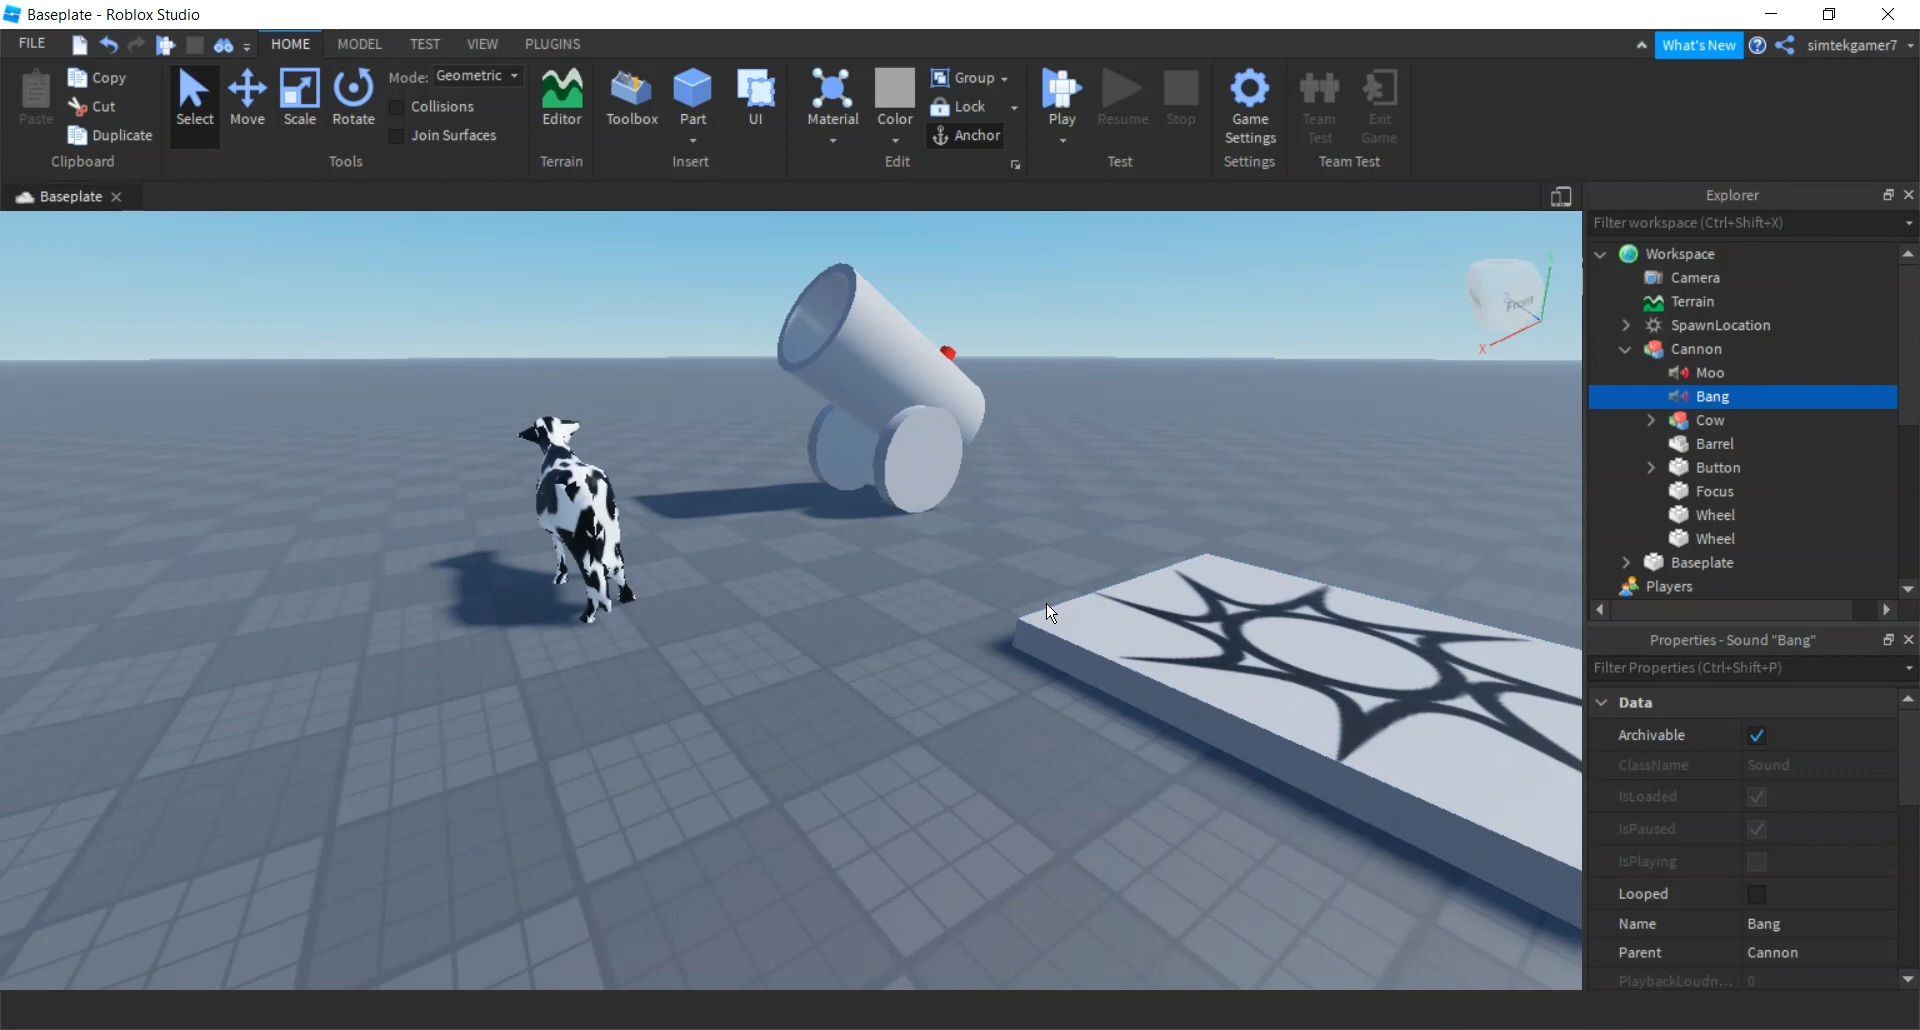 Baseplate - Roblox Studio
FILE
HOME
MODEL
TEST
VIEW
PLUGINS
What's New
simtekgamer7
Paste
Copy
Cut
Duplicate
Clipboard
Select
Move
Scale
Rotate
Mode: Geometric
Collisions
Join Surfaces
Tools
Editor
Terrain
Toolbox
Part
UI
Insert
Material
Color
Group
Lock
Anchor
Edit
Play
Resume
Stop
Test
Game
Settings
Settings
Team
Test
Exit
Game
Team Test
Baseplate
Explorer
Filter workspace (Ctrl+Shift+X)
Workspace
Camera
Terrain
SpawnLocation
Cannon
Moo
Bang
Cow
Barrel
Button
Focus
Wheel
Wheel
Baseplate
Players
Front
X
Y
Z
Properties - Sound "Bang"
Filter Properties (Ctrl+Shift+P)
Data
Archivable
ClassName Sound
IsLoaded
IsPaused
IsPlaying
Looped
Name Bang
Parent Cannon
PlaybackLoudn... 0